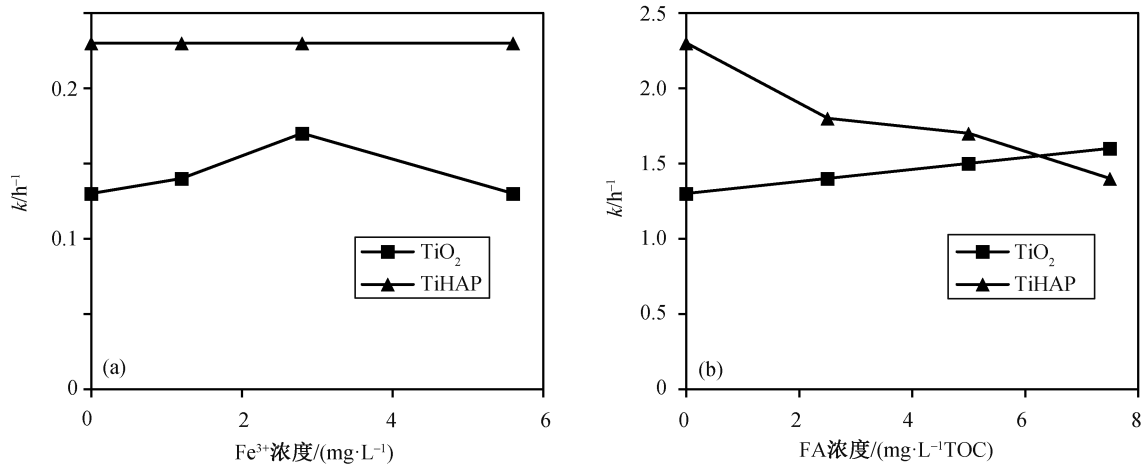 0.2
0.1
0
k/h⁻¹
TiO₂
TiHAP
(a)
0 2 4 6
Fe³⁺浓度/(mg·L⁻¹)
2.5
2.0
1.5
1.0
0.5
0
k/h⁻¹
TiO₂
TiHAP
(b)
0 2 4 6 8
FA浓度/(mg·L⁻¹TOC)